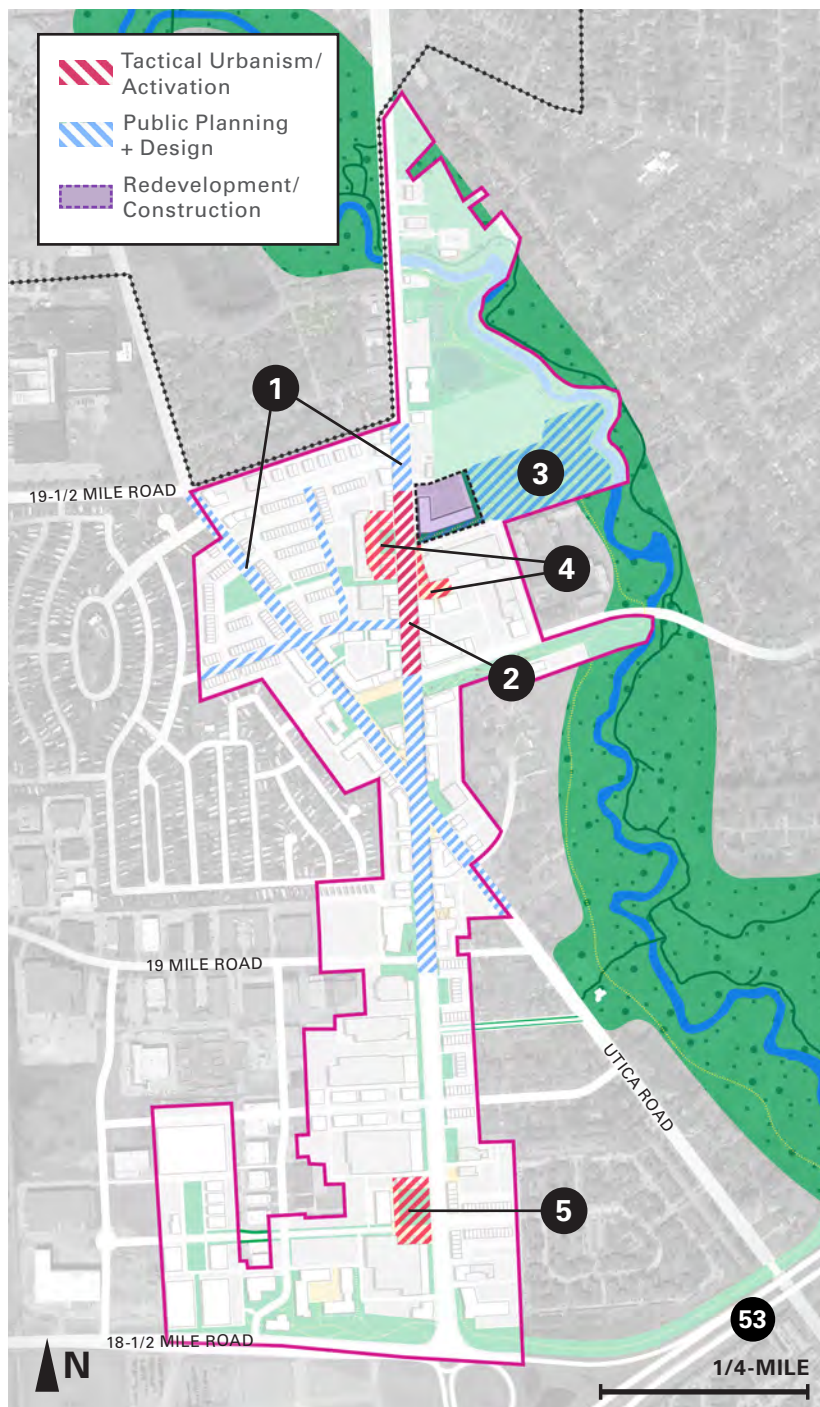 Tactical Urbanism/
Activation
Public Planning
+ Design
Redevelopment/
Construction
1
3
19-1/2 MILE ROAD
4
2
19 MILE ROAD
UTICA ROAD
5
53
18-1/2 MILE ROAD
N
1/4-MILE